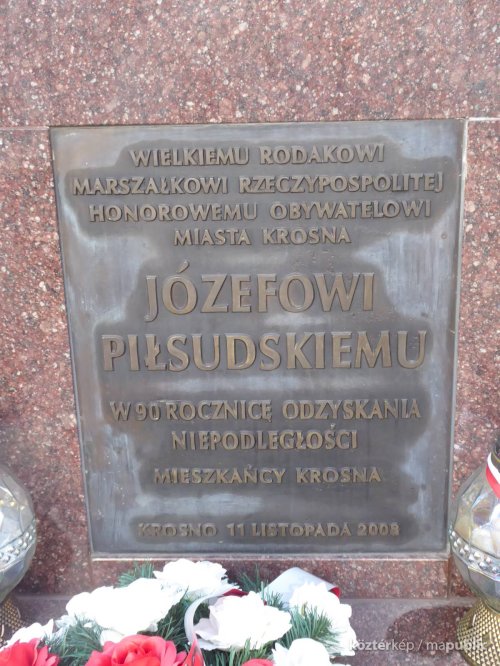 WIELKIEMU RODAKOWI
MARSZAŁKOWI RZECZYPOSPOLITEJ
HONOROWEMU OBYWATELOWI
MIASTA KROSNA
JÓZEFOWI
PIŁSUDSKIEMU
W 90 ROCZNICĘ ODZYSKANIA
NIEPODLEGŁOŚCI
MIESZKAŃCY KROSNA
KROSNO 11 LISTOPADA 2008
köztérkép / mapublic